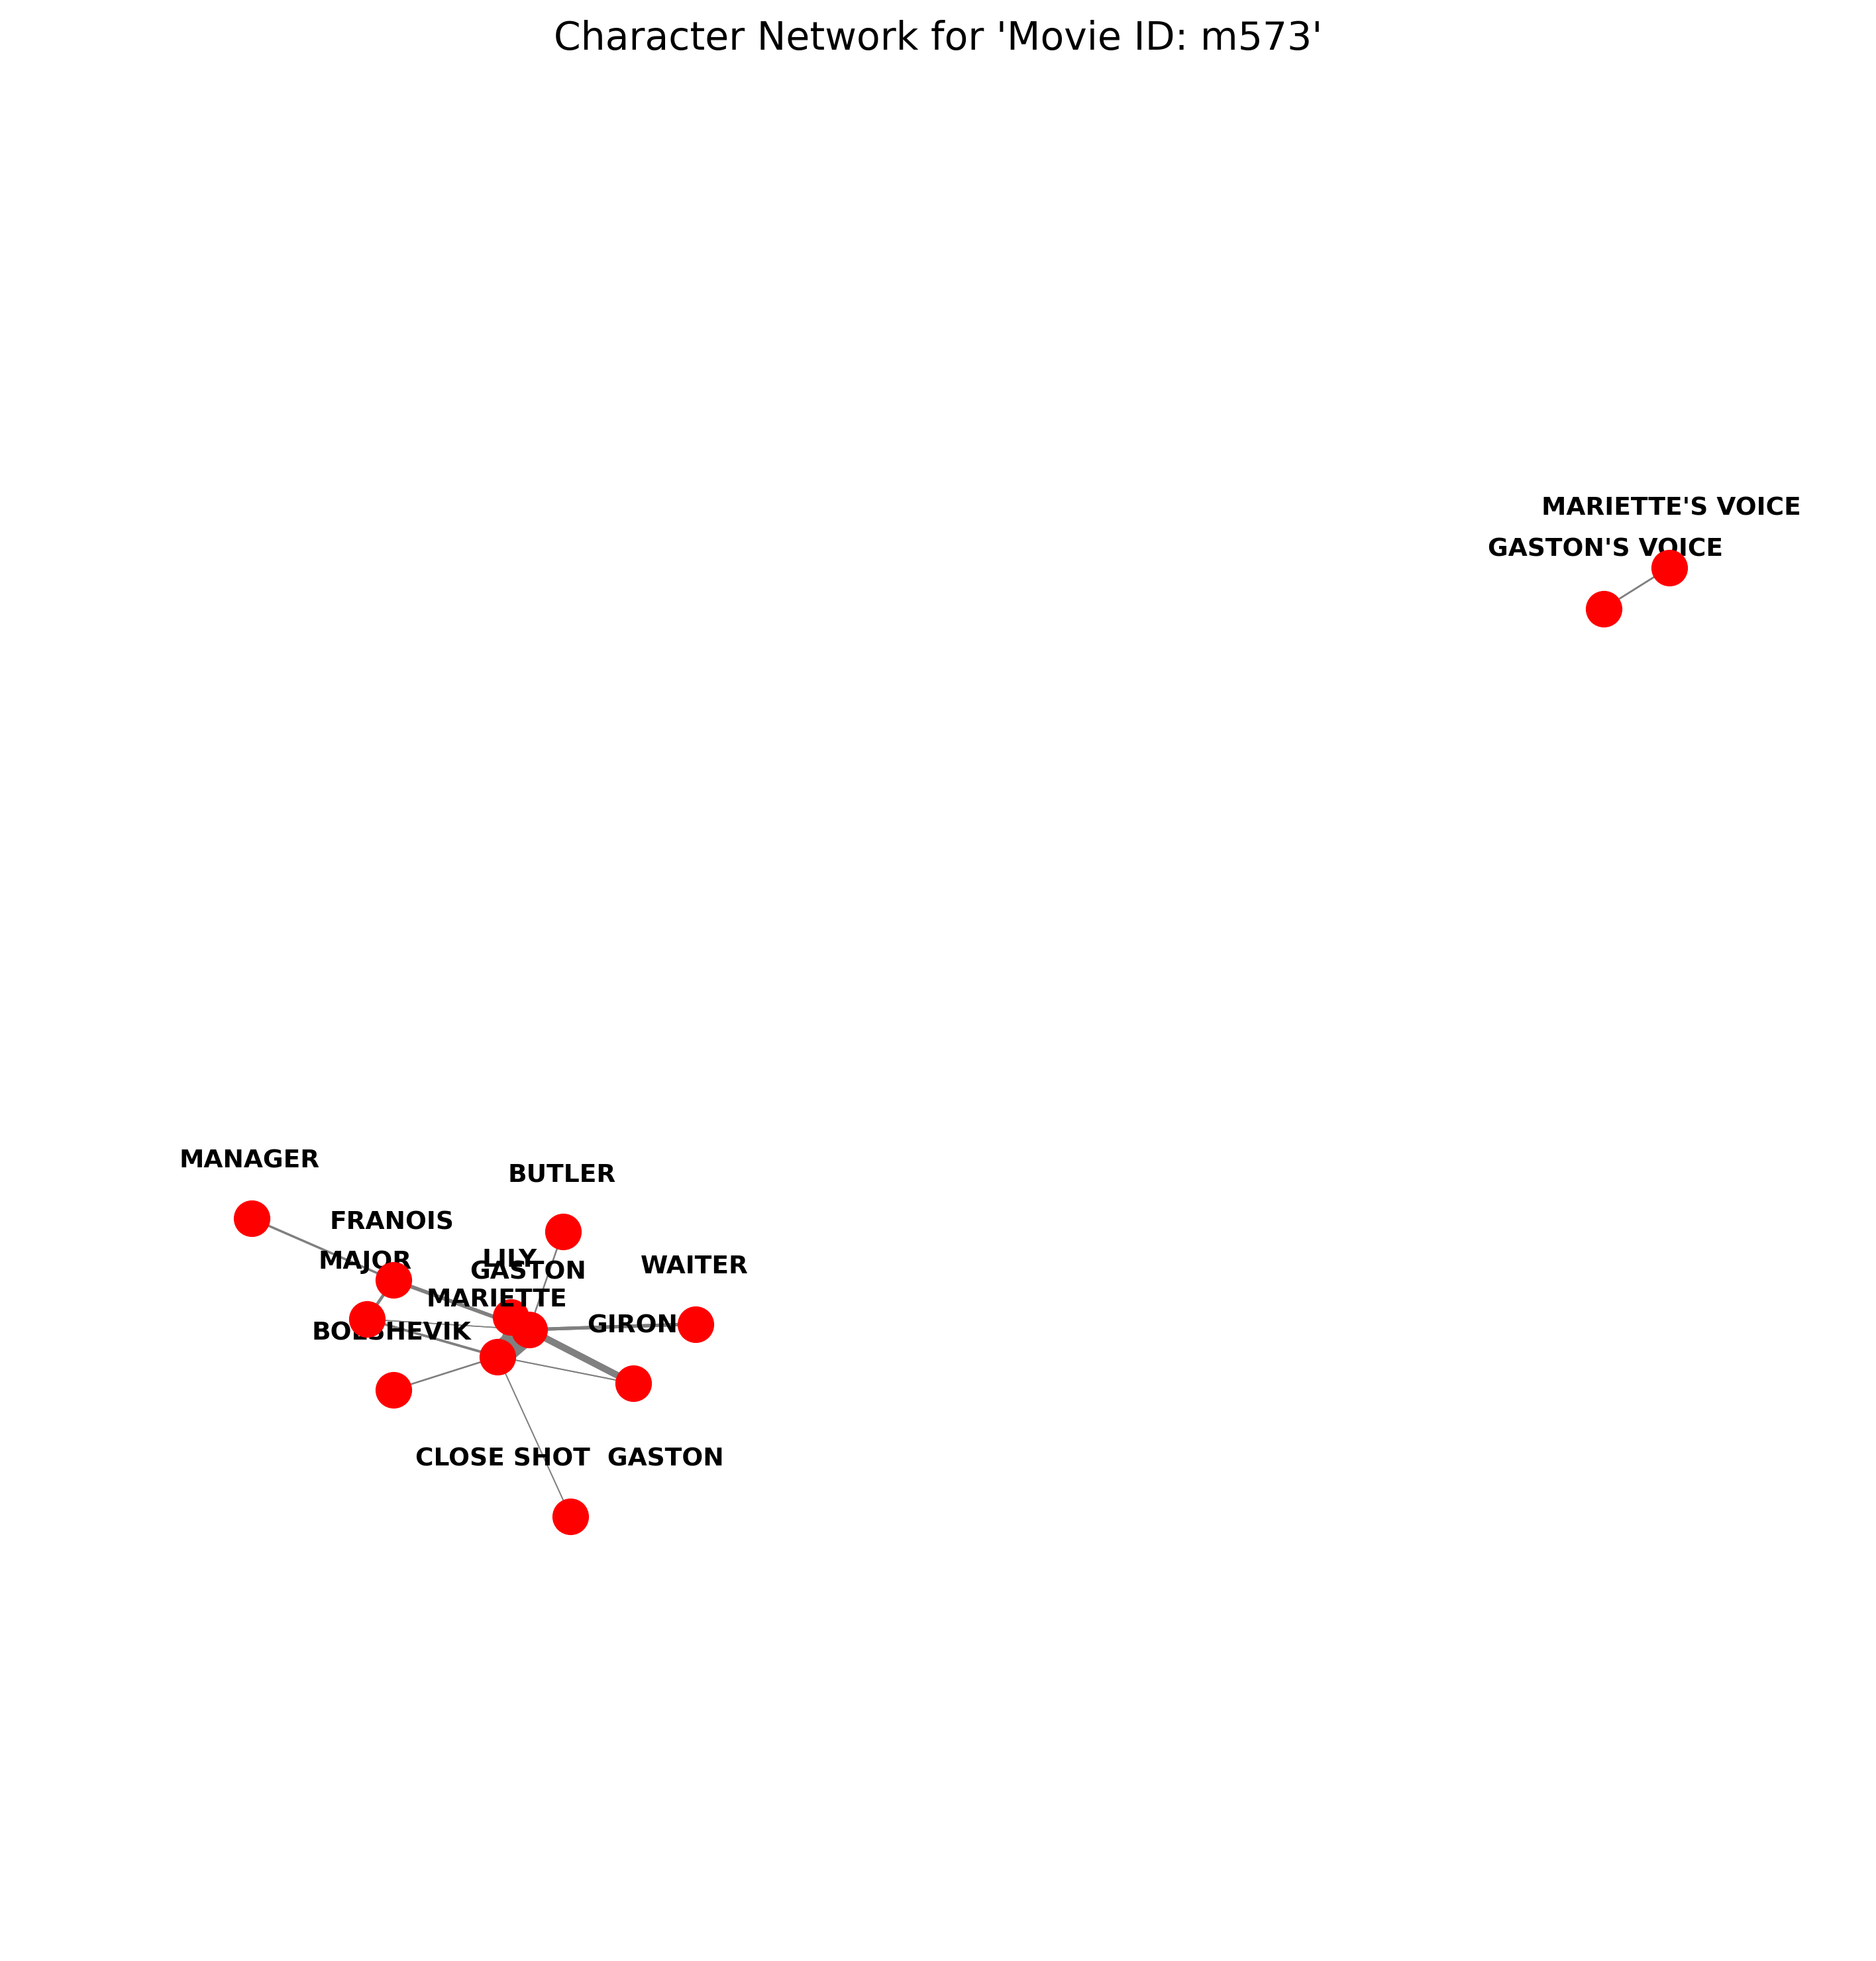 Character Network for 'Movie ID: m573'
MARIETTE'S VOICE
GASTON'S VOICE
MANAGER
BUTLER
FRANOIS
LILY
MAJOR
WAITER
GASTON
MARIETTE
GIRON
BOLSHEVIK
CLOSE SHOT  GASTON